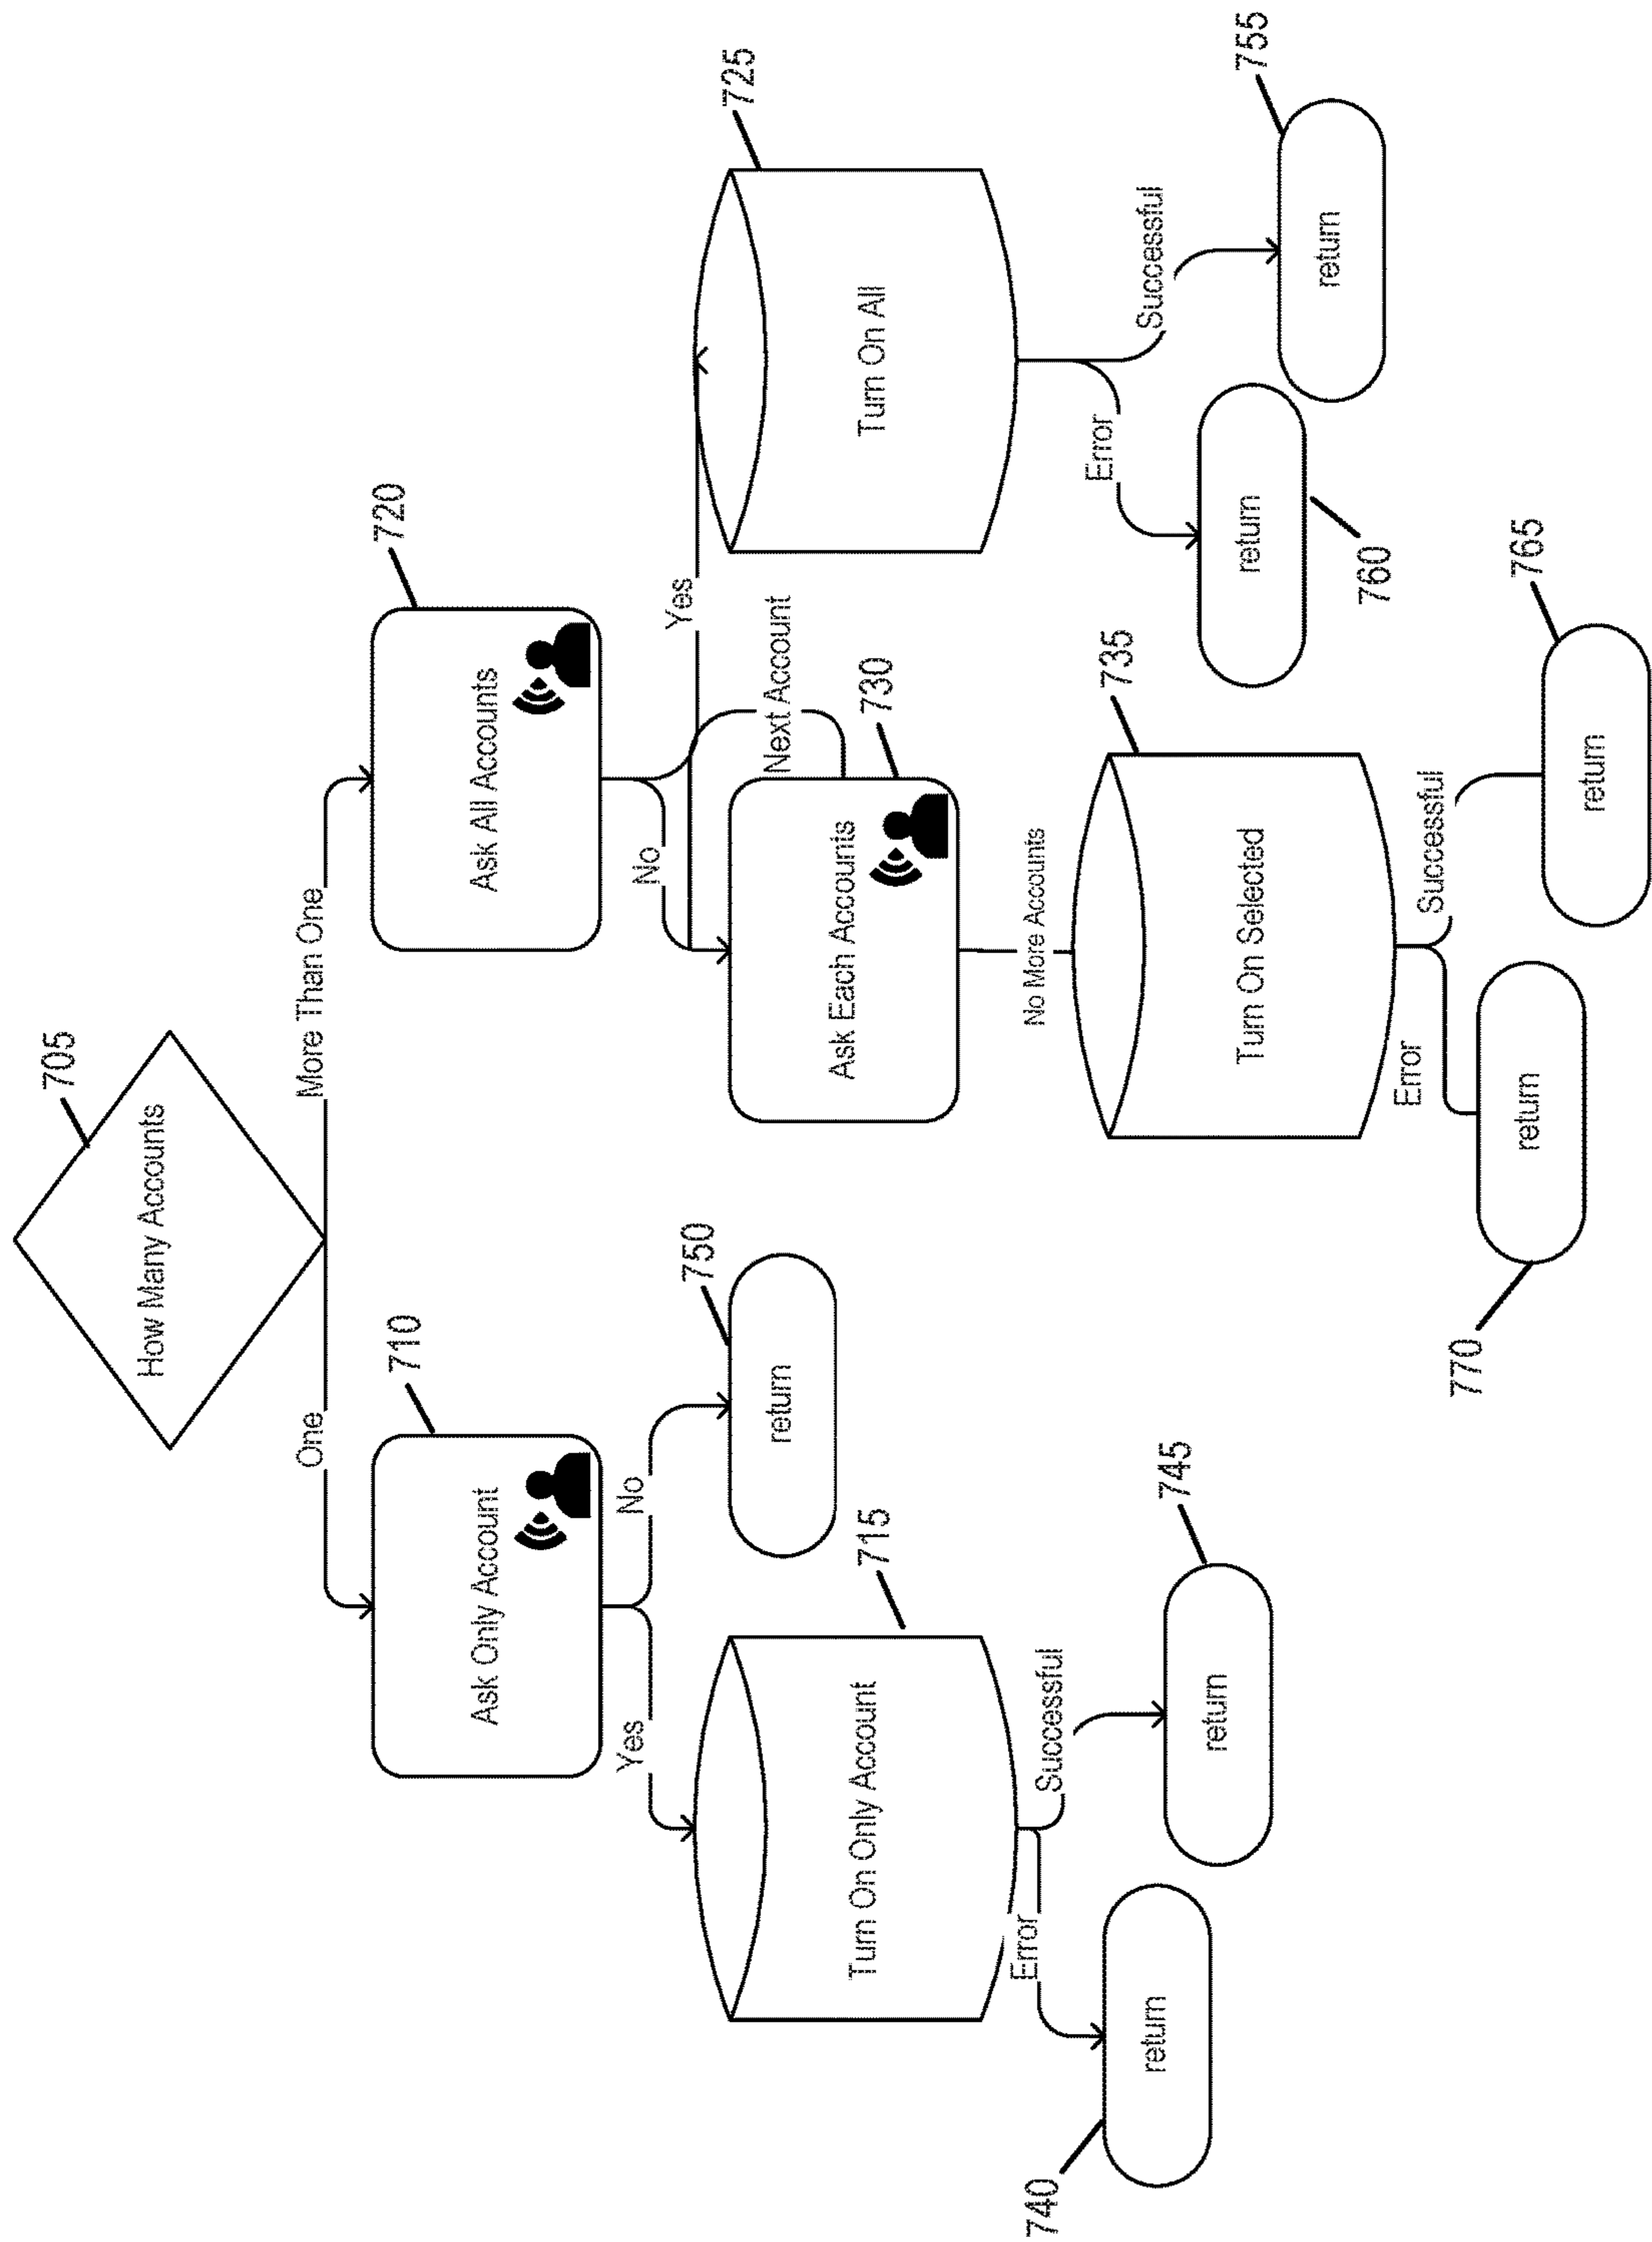 705
How Many Accounts
One
More Than One
710
Ask Only Account
720
Ask All Accounts
Yes
No
No
Yes
750
return
725
Turn On All
Next Account
730
Ask Each Accounts
715
Turn On Only Account
No More Accounts
Error
Successful
Error
Successful
740
return
745
return
735
Turn On Selected
760
return
755
return
Error
Successful
770
return
765
return